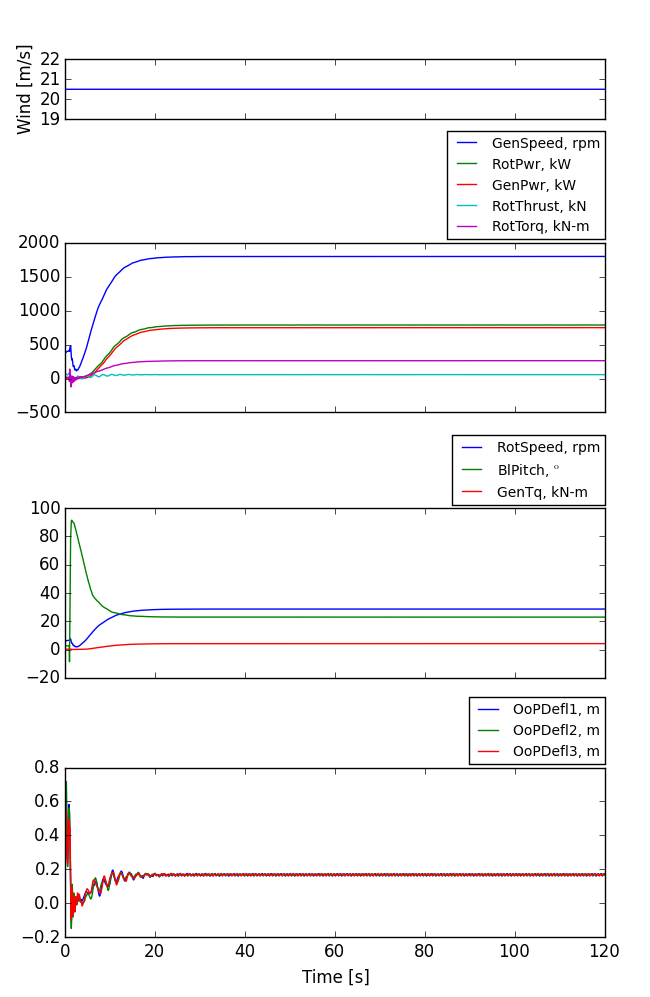 Wind [m/s]
22
21
20
19
GenSpeed, rpm
RotPwr, kW
GenPwr, kW
RotThrust, kN
RotTorq, kN-m
2000
1500
1000
500
0
−500
RotSpeed, rpm
BlPitch, °
GenTq, kN-m
100
80
60
40
20
0
−20
OoPDefl1, m
OoPDefl2, m
OoPDefl3, m
0.8
0.6
0.4
0.2
0.0
−0.2
0 20 40 60 80 100 120
Time [s]